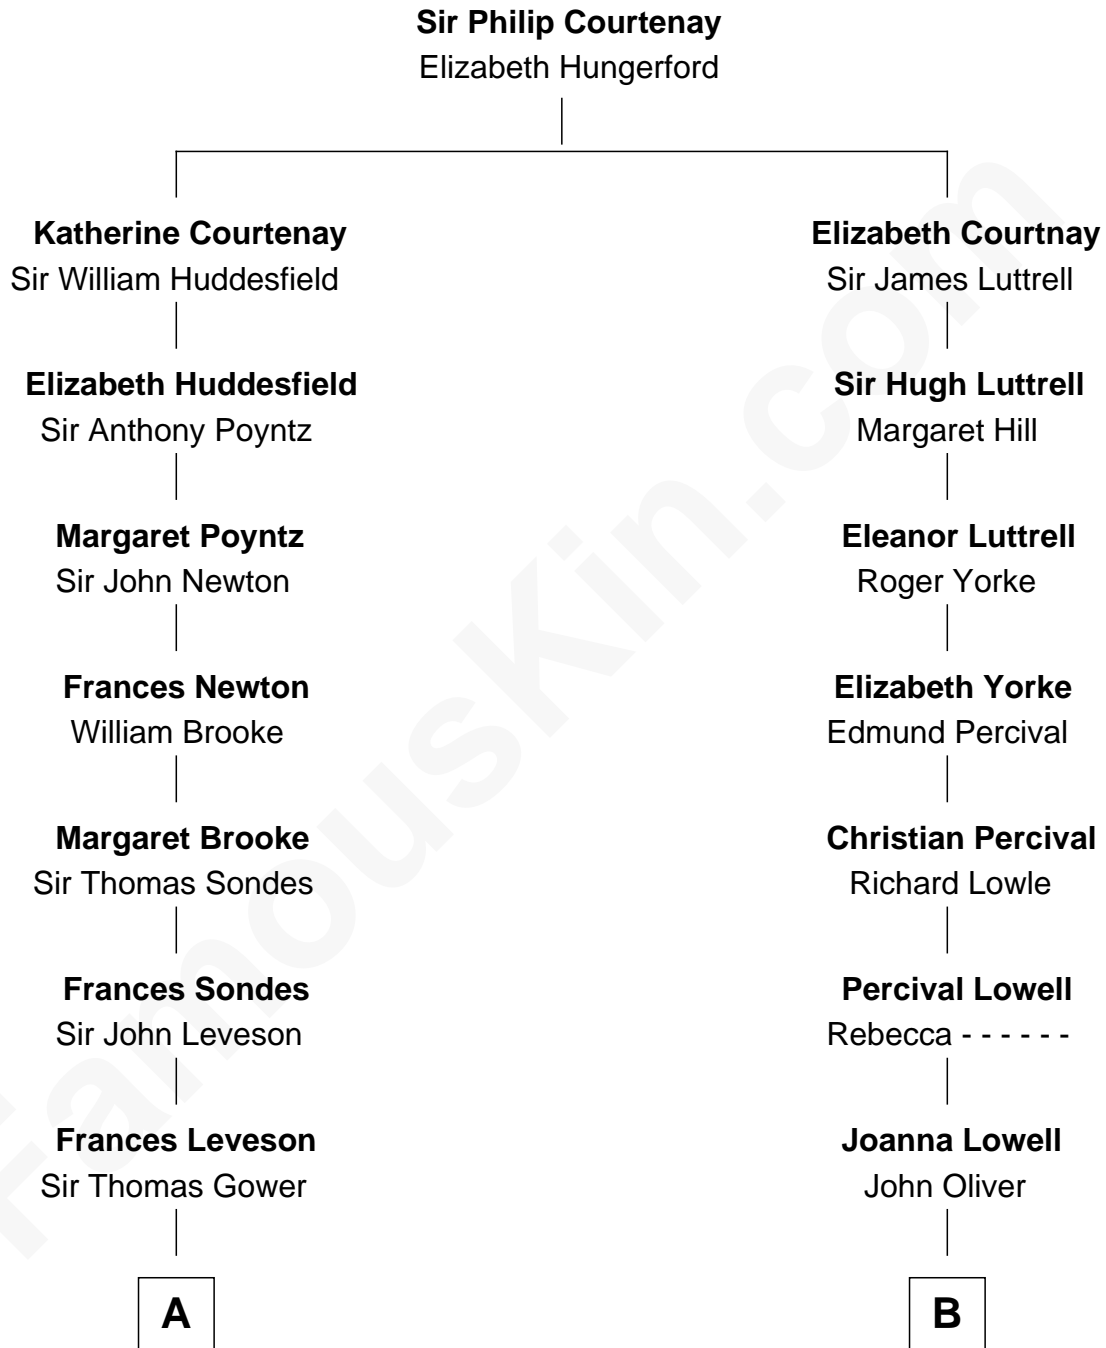 Sir Philip Courtenay
Elizabeth Hungerford
Katherine Courtenay
Sir William Huddesfield
Elizabeth Huddesfield
Sir Anthony Poyntz
Margaret Poyntz
Sir John Newton
Frances Newton
William Brooke
Margaret Brooke
Sir Thomas Sondes
Frances Sondes
Sir John Leveson
Frances Leveson
Sir Thomas Gower
A
Elizabeth Courtnay
Sir James Luttrell
Sir Hugh Luttrell
Margaret Hill
Eleanor Luttrell
Roger Yorke
Elizabeth Yorke
Edmund Percival
Christian Percival
Richard Lowle
Percival Lowell
Rebecca - - - - - -
Joanna Lowell
John Oliver
B
FamousKin.com